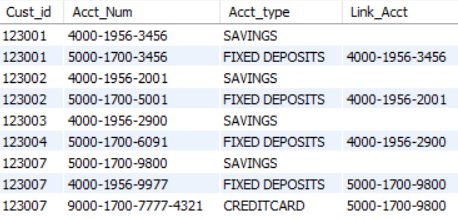 Cust_id Acct_Num Acct_type Link_Acct
123001 4000-1956-3456 SAVINGS
123001 5000-1700-3456 FIXED DEPOSITS 4000-1956-3456
123002 4000-1956-2001 SAVINGS
123002 5000-1700-5001 FIXED DEPOSITS 4000-1956-2001
123003 4000-1956-2900 SAVINGS
123004 5000-1700-6091 FIXED DEPOSITS 4000-1956-2900
123007 5000-1700-9800 SAVINGS
123007 4000-1956-9977 FIXED DEPOSITS 5000-1700-9800
123007 9000-1700-7777-4321 CREDITCARD 5000-1700-9800